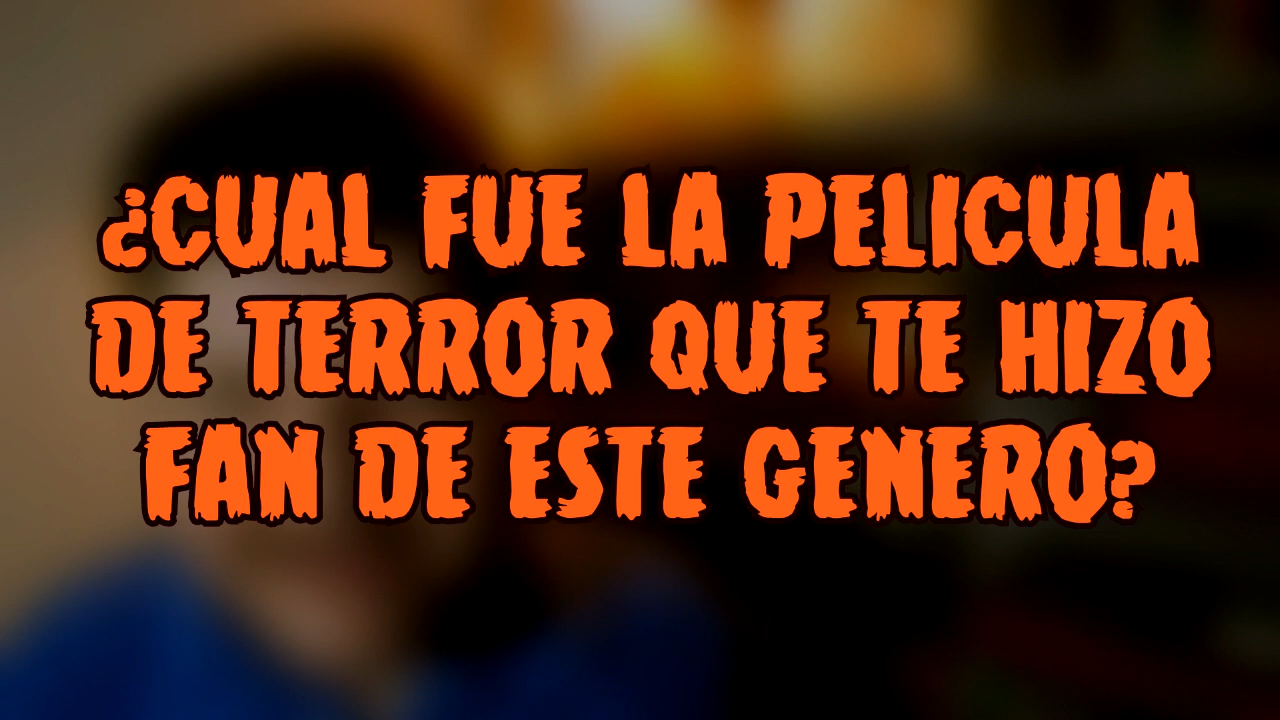 ¿CUAL FUE LA PELICULA
DE TERROR QUE TE HIZO
FAN DE ESTE GENERO?